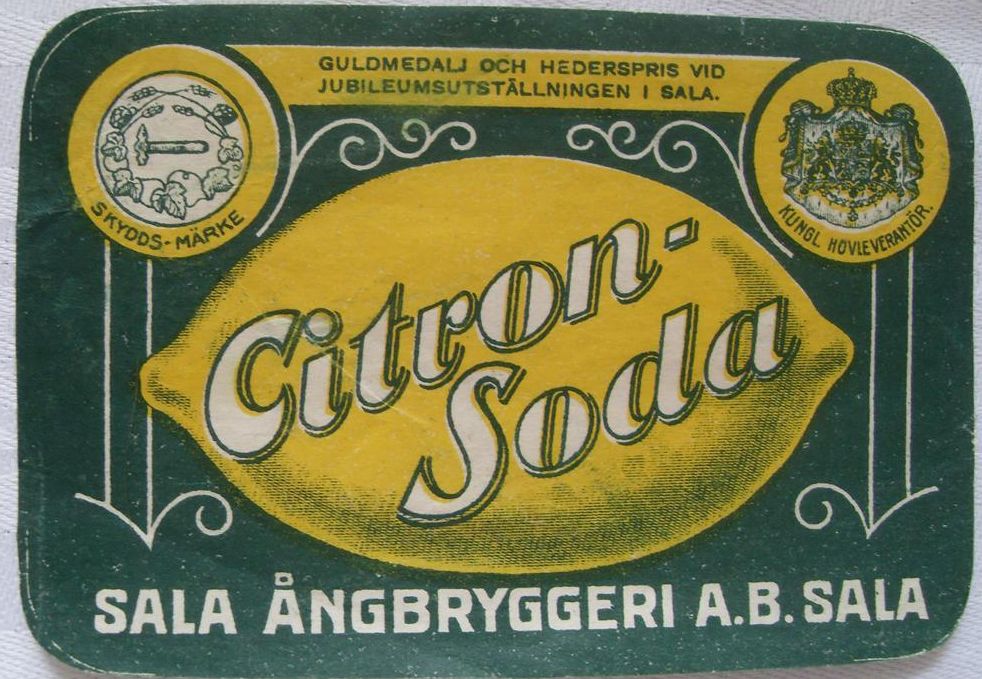 GULDMEDALJ OCH HEDERSPRIS VID
JUBILEUMSUTSTÄLLNINGEN I SALA.
SKYDDS-MÄRKE
KUNGL. HOVLEVERANTÖR.
Citron-
Soda
SALA ÅNGBRYGGERI A.B. SALA